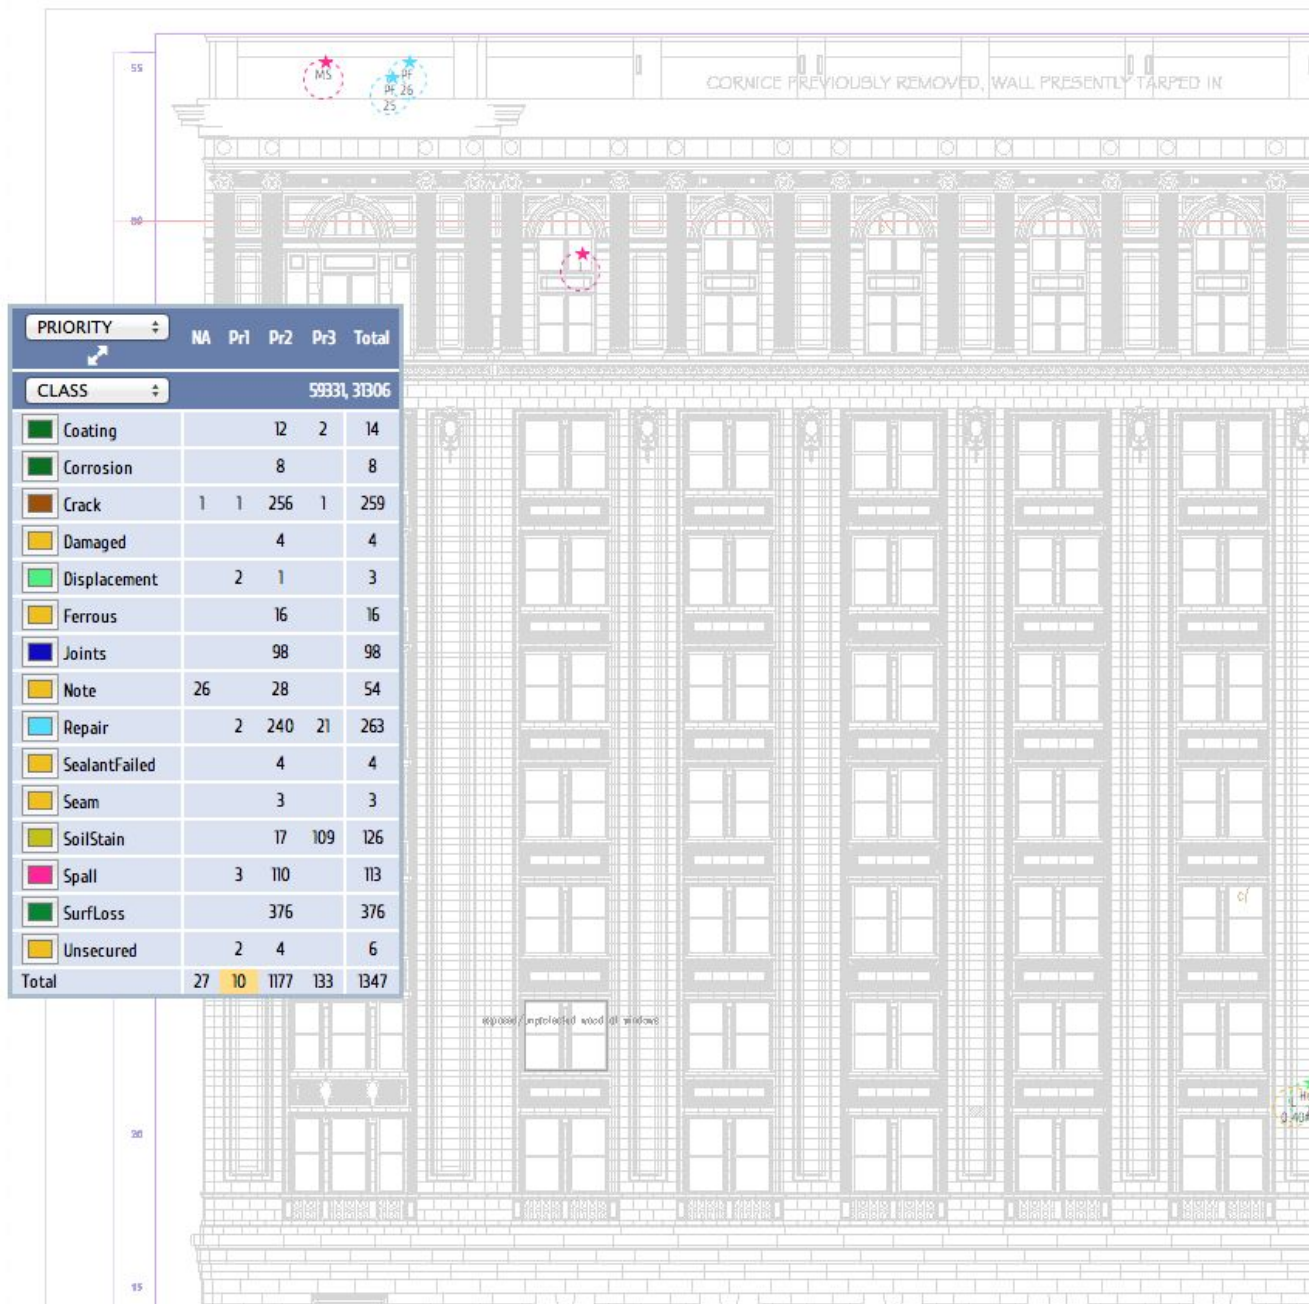 55
MS
PF
26
PF
25
CORNICE PREVIOUSLY REMOVED, WALL PRESENTLY TARPED IN
PRIORITY NA Pr1 Pr2 Pr3 Total
CLASS 59331, 31306
Coating 12 2 14
Corrosion 8 8
Crack 1 1 256 1 259
Damaged 4 4
Displacement 2 1 3
Ferrous 16 16
Joints 98 98
Note 26 28 54
Repair 2 240 21 263
SealantFailed 4 4
Seam 3 3
SoilStain 17 109 126
Spall 3 110 113
SurfLoss 376 376
Unsecured 2 4 6
Total 27 10 1177 133 1347
exposed/unprotected wood at windows
15